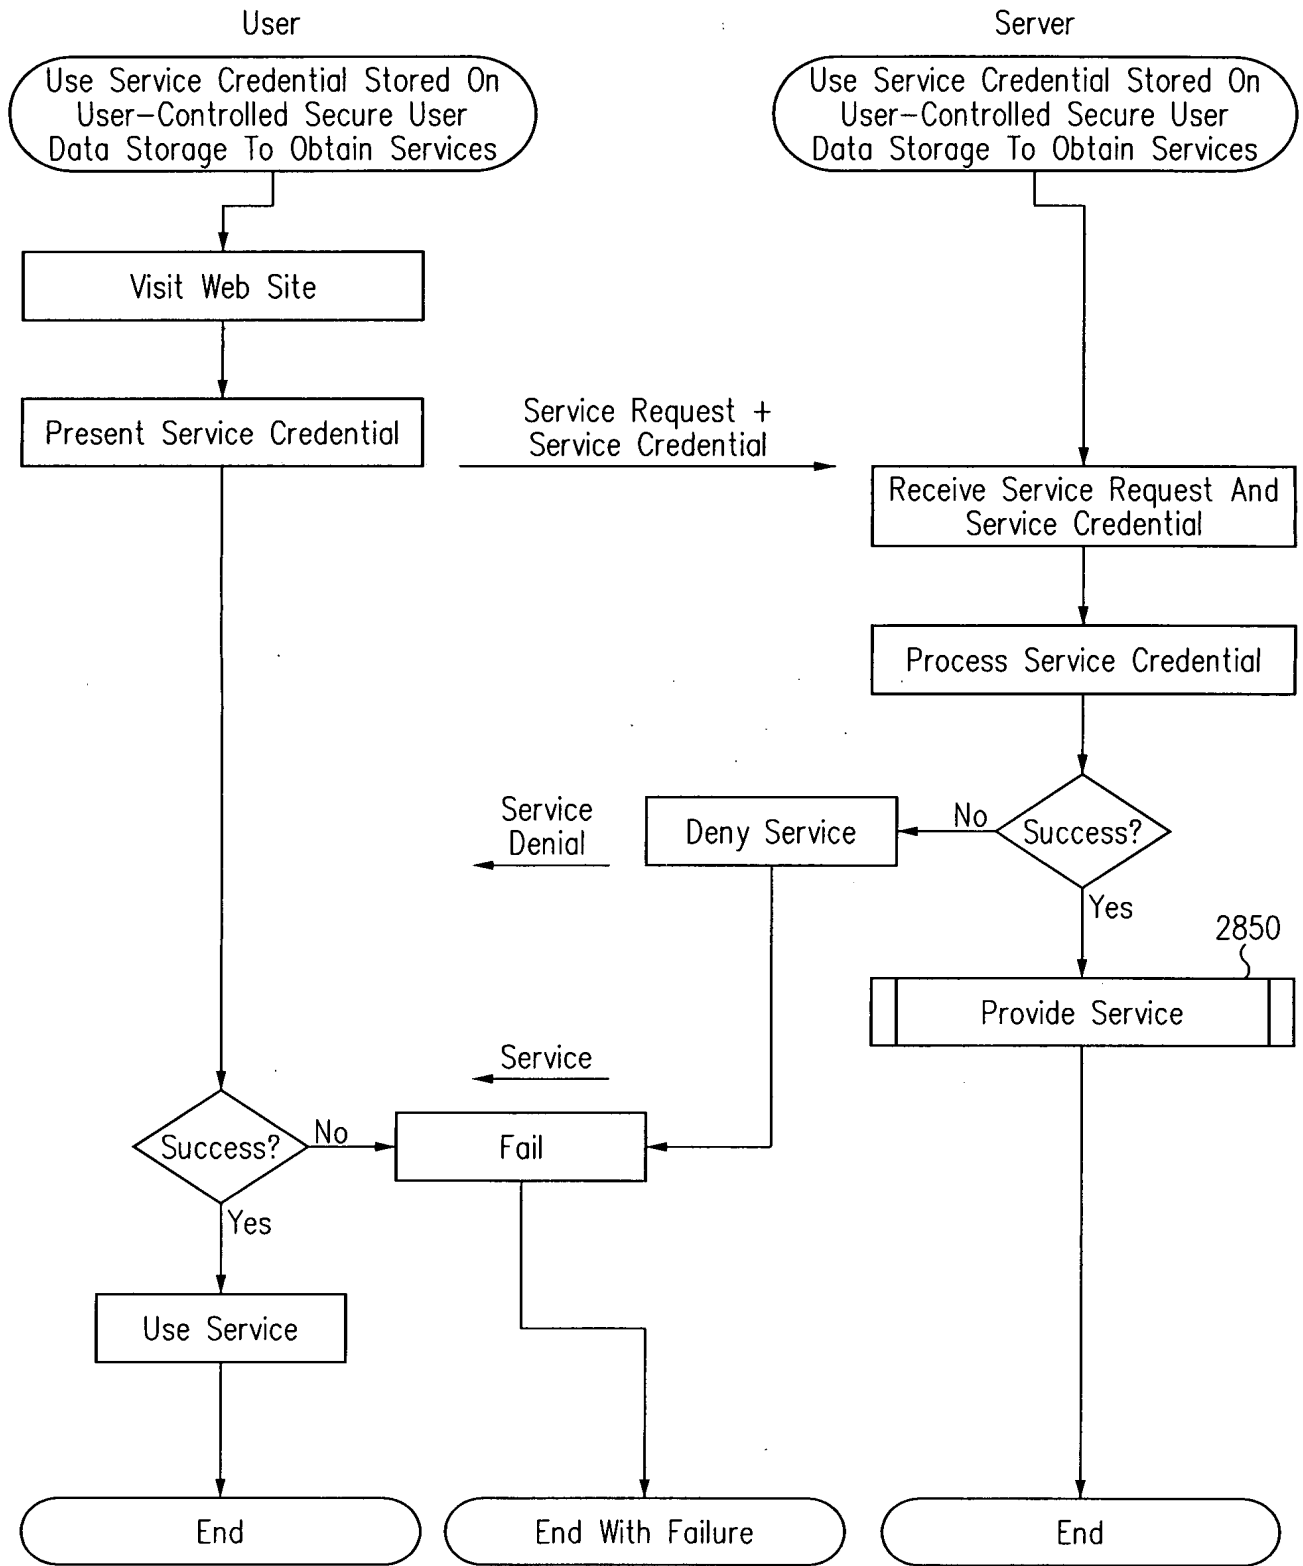 User
Server
Use Service Credential Stored On
User-Controlled Secure User
Data Storage To Obtain Services
Use Service Credential Stored On
User-Controlled Secure User
Data Storage To Obtain Services
Visit Web Site
Present Service Credential
Service Request +
Service Credential
Receive Service Request And
Service Credential
Process Service Credential
Service
Denial
Deny Service
No
Success?
Yes
2850
Provide Service
Service
Success?
No
Fail
Yes
Use Service
End
End With Failure
End